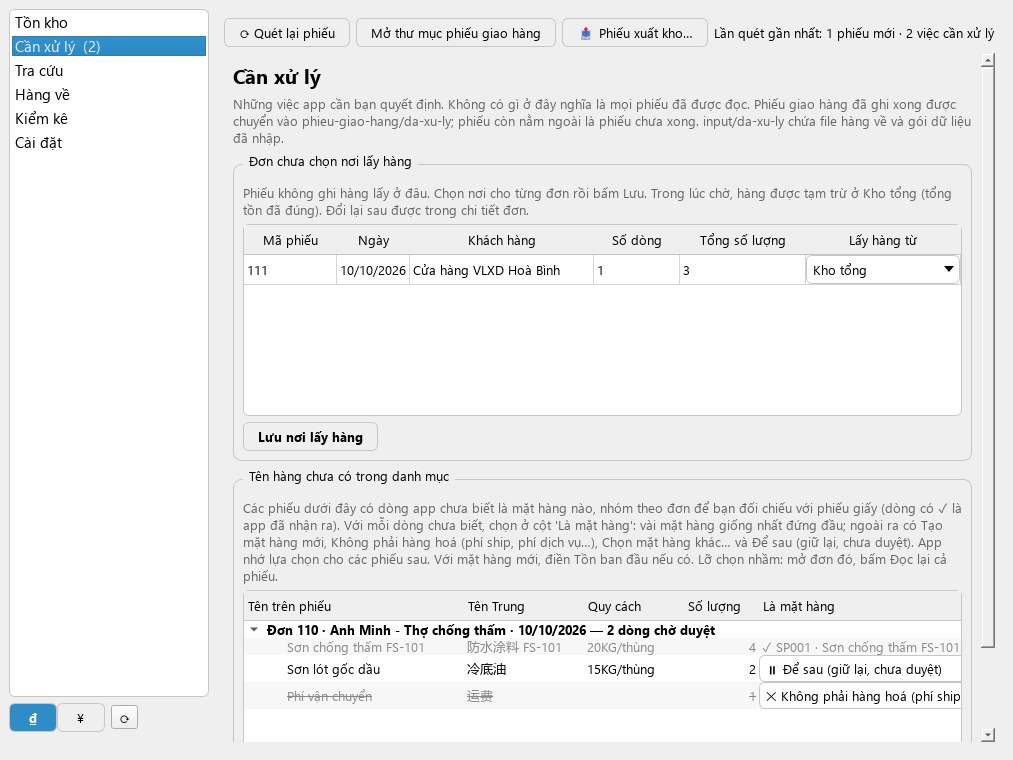 Tồn kho
Cần xử lý  (2)
Tra cứu
Hàng về
Kiểm kê
Cài đặt
₫
¥
⟳
⟳ Quét lại phiếu
Mở thư mục phiếu giao hàng
📤 Phiếu xuất kho…
Lần quét gần nhất: 1 phiếu mới · 2 việc cần xử lý
Cần xử lý
Những việc app cần bạn quyết định. Không có gì ở đây nghĩa là mọi phiếu đã được đọc. Phiếu giao hàng đã ghi xong được
chuyển vào phieu-giao-hang/da-xu-ly; phiếu còn nằm ngoài là phiếu chưa xong. input/da-xu-ly chứa file hàng về và gói dữ liệu
đã nhập.
Đơn chưa chọn nơi lấy hàng
Phiếu không ghi hàng lấy ở đâu. Chọn nơi cho từng đơn rồi bấm Lưu. Trong lúc chờ, hàng được tạm trừ ở Kho tổng (tổng
tồn đã đúng). Đổi lại sau được trong chi tiết đơn.
Mã phiếu Ngày Khách hàng Số dòng Tổng số lượng Lấy hàng từ
111 10/10/2026 Cửa hàng VLXD Hoà Bình 1 3 Kho tổng
Lưu nơi lấy hàng
Tên hàng chưa có trong danh mục
Các phiếu dưới đây có dòng app chưa biết là mặt hàng nào, nhóm theo đơn để bạn đối chiếu với phiếu giấy (dòng có ✓ là
app đã nhận ra). Với mỗi dòng chưa biết, chọn ở cột 'Là mặt hàng': vài mặt hàng giống nhất đứng đầu; ngoài ra có Tạo
mặt hàng mới, Không phải hàng hoá (phí ship, phí dịch vụ…), Chọn mặt hàng khác… và Để sau (giữ lại, chưa duyệt). App
nhớ lựa chọn cho các phiếu sau. Với mặt hàng mới, điền Tồn ban đầu nếu có. Lỡ chọn nhầm: mở đơn đó, bấm Đọc lại cả
phiếu.
Tên trên phiếu Tên Trung Quy cách Số lượng Là mặt hàng
Đơn 110 · Anh Minh - Thợ chống thấm · 10/10/2026 — 2 dòng chờ duyệt
Sơn chống thấm FS-101 防水涂料 FS-101 20KG/thùng 4 ✓ SP001 · Sơn chống thấm FS-101
Sơn lót gốc dầu 冷底油 15KG/thùng 2 ⏸ Để sau (giữ lại, chưa duyệt)
Phí vận chuyển 运费 1 ✕ Không phải hàng hoá (phí ship